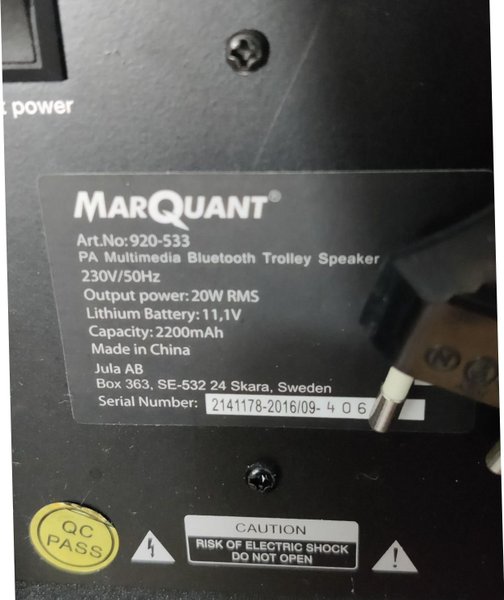 power
MARQUANT®
Art.No: 920-533
PA Multimedia Bluetooth Trolley Speaker
230V/50Hz
Output power: 20W RMS
Lithium Battery: 11,1V
Capacity: 2200mAh
Made in China
Jula AB
Box 363, SE-532 24 Skara, Sweden
Serial Number: 2141178-2016/09- 406
QC
PASS
CAUTION
RISK OF ELECTRIC SHOCK
DO NOT OPEN